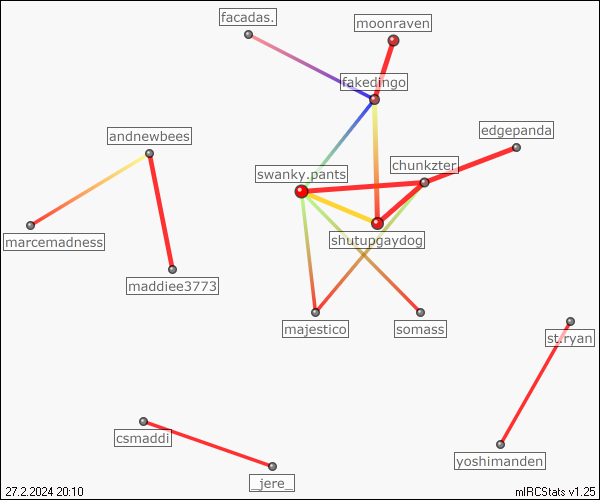 facadas.
moonraven
fakedingo
andnewbees
edgepanda
chunkzter
swanky.pants
marcemadness
shutupgaydog
maddiee3773
majestico
somass
st.ryan
csmaddi
yoshimanden
_jere_
27.2.2024 20:10
mIRCStats v1.25